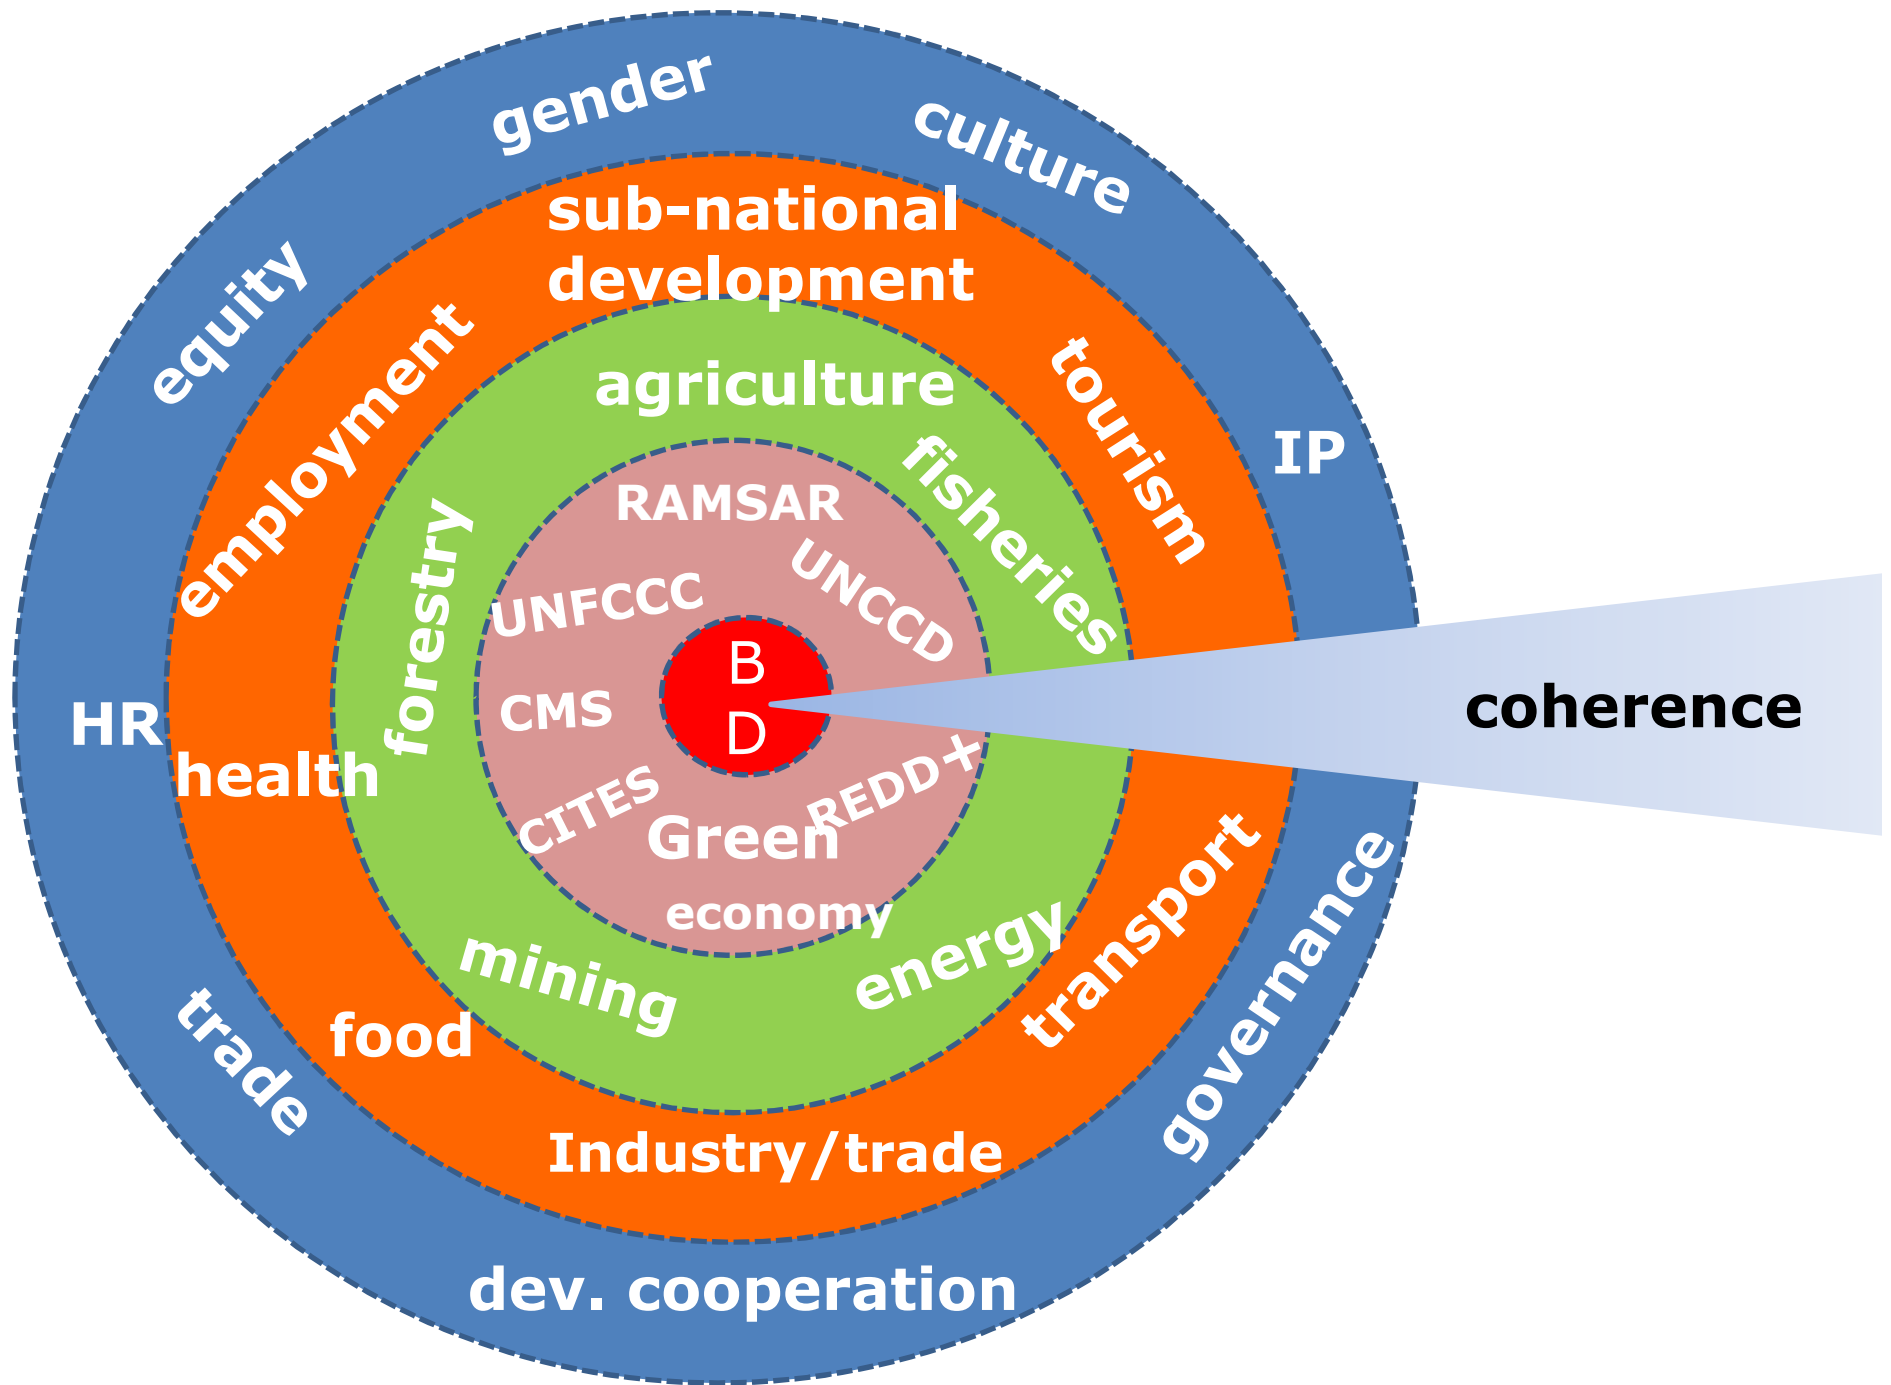 gender
culture
sub-national
development
equity
employment
tourism
agriculture
IP
fisheries
forestry
RAMSAR
UNCCD
UNFCCC
B
D
CMS
HR
coherence
health
REDD+
CITES
Green
economy
transport
governance
energy
mining
food
trade
Industry/trade
dev. cooperation